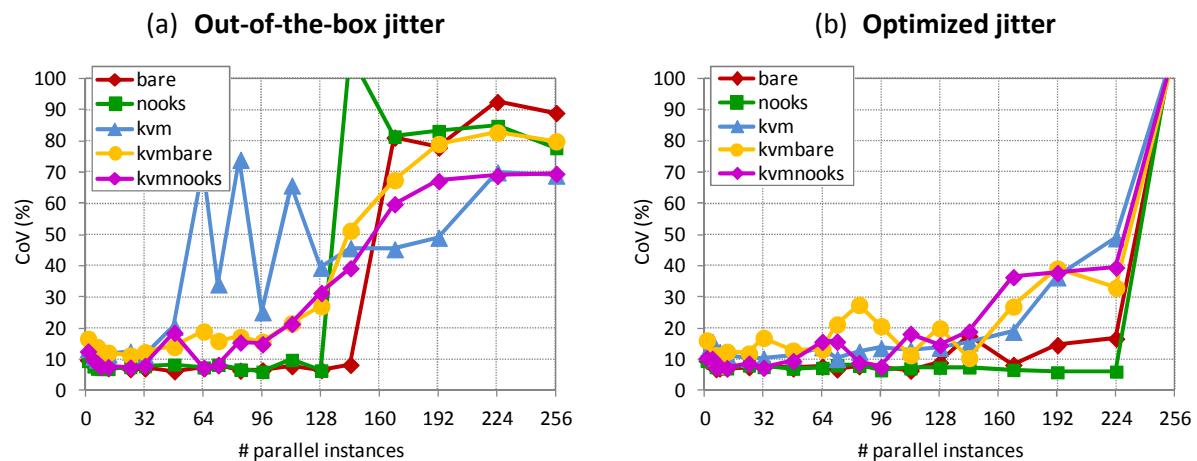 (a) Out-of-the-box jitter
100
90
80
70
60
50
40
30
20
10
0
CoV (%)
bare
nooks
kvm
kvmbare
kvmnooks
0 32 64 96 128 160 192 224 256
# parallel instances
(b) Optimized jitter
100
90
80
70
60
50
40
30
20
10
0
CoV (%)
bare
nooks
kvm
kvmbare
kvmnooks
0 32 64 96 128 160 192 224 256
# parallel instances